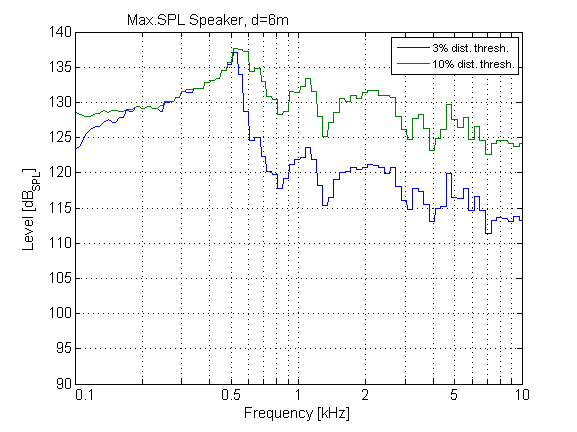 Max.SPL Speaker, d=6m
3% dist. thresh.
10% dist. thresh.
140
135
130
125
120
115
110
105
100
95
90
Level [dBSPL]
0.1 0.5 1 2 5 10
Frequency [kHz]